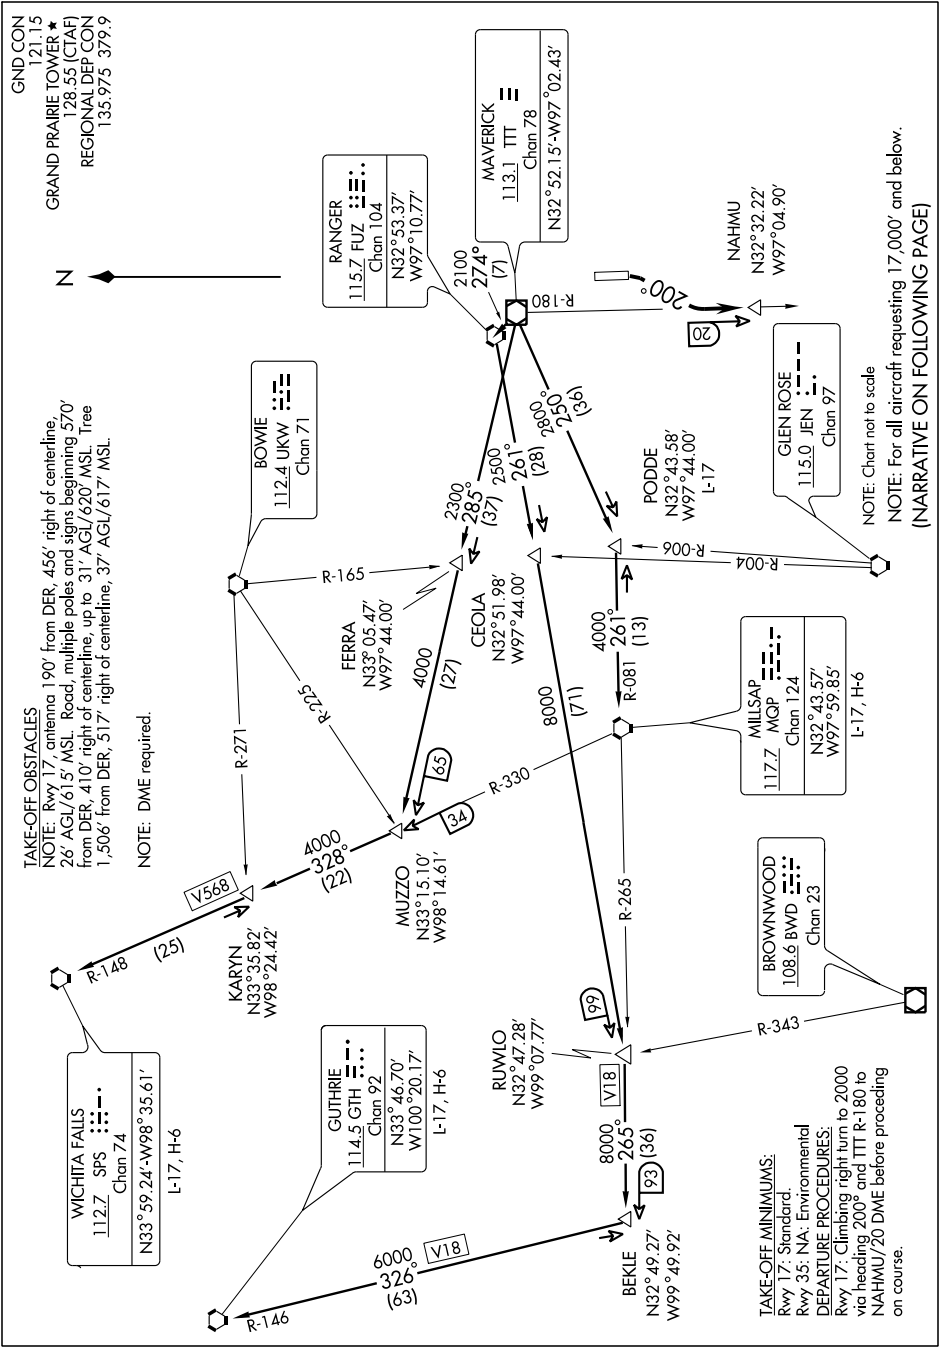 GND CON
121.15
GRAND PRAIRIE TOWER ★
128.55 (CTAF)
REGIONAL DEP CON
135.975 379.9
TAKE-OFF OBSTACLES
NOTE: Rwy 17, antenna 190' from DER, 456' right of centerline,
26' AGL/615' MSL. Road, multiple poles and signs beginning 570'
from DER, 410' right of centerline, up to 31' AGL/620' MSL. Tree
1,506' from DER, 517' right of centerline, 37' AGL/617' MSL.
NOTE: DME required.
N
WICHITA FALLS
112.7 SPS
Chan 74
N33°59.24'-W98°35.61'
L-17, H-6
R-148
(25)
V568
KARYN
N33°35.82'
W98°24.42'
R-271
4000
328°
(22)
BOWIE
112.4 UKW
Chan 71
R-225
R-165
MUZZO
N33°15.10'
W98°14.61'
65
34
R-330
4000
(27)
FERRA
N33°05.47'
W97°44.00'
2300
285°
(37)
RANGER
115.7 FUZ
Chan 104
N32°53.37'
W97°10.77'
2100
274°
(7)
MAVERICK
113.1 TTT
Chan 78
N32°52.15'-W97°02.43'
2500
261°
(28)
2800
250°
(36)
CEOLA
N32°51.98'
W97°44.00'
8000
(71)
PODDE
N32°43.58'
W97°44.00'
L-17
4000
261°
(13)
R-081
R-180
200°
20
NAHMU
N32°32.22'
W97°04.90'
R-006
R-004
GLEN ROSE
115.0 JEN
Chan 97
MILLSAP
117.7 MQP
Chan 124
N32°43.57'
W97°59.85'
L-17, H-6
R-265
99
RUWLO
N32°47.28'
W99°07.77'
V18
R-343
BROWNWOOD
108.6 BWD
Chan 23
GUTHRIE
114.5 GTH
Chan 92
N33°46.70'
W100°20.17'
L-17, H-6
8000
265°
(36)
93
BEKLE
N32°49.27'
W99°49.92'
6000
326°
(63)
V18
R-146
TAKE-OFF MINIMUMS:
Rwy 17: Standard.
Rwy 35: NA: Environmental
DEPARTURE PROCEDURES:
Rwy 17: Climbing right turn to 2000
via heading 200° and TTT R-180 to
NAHMU/20 DME before proceding
on course.
NOTE: Chart not to scale
NOTE: For all aircraft requesting 17,000' and below.
(NARRATIVE ON FOLLOWING PAGE)